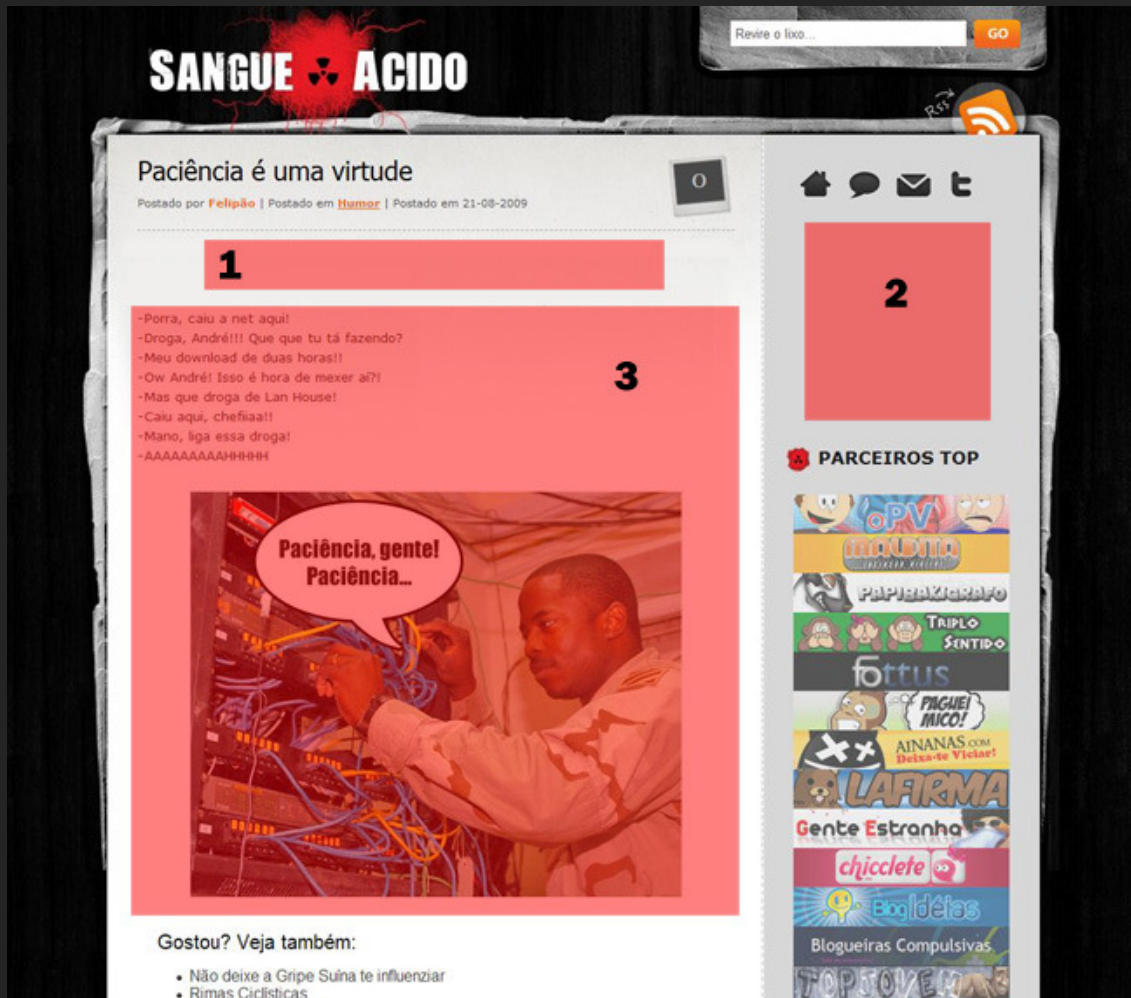 SANGUE ACIDO
Revire o lixo...
GO
Rss
Paciência é uma virtude
0
Postado por Felipão | Postado em Humor | Postado em 21-08-2009
1
2
-Porra, caiu a net aqui!
-Droga, André!!! Que que tu tá fazendo?
-Meu download de duas horas!!
-Ow André! Isso é hora de mexer aí?!
-Mas que droga de Lan House!
-Caiu aqui, chefiiaa!!
-Mano, liga essa droga!
-AAAAAAAAAHHHHH
3
Paciência, gente!
Paciência...
PARCEIROS TOP
oPV
MALDITA
PAPIBAKIGRAFO
TRIPLO
SENTIDO
fottus
PAGUEI
MICO!
AINANAS.COM
Deixa-te Viciar!
LAFIRMA
Gente Estranha
chicclete
Blog Idéias
Blogueiras Compulsivas
Gostou? Veja também:
Não deixe a Gripe Suína te influenziar
Rimas Ciclísticas